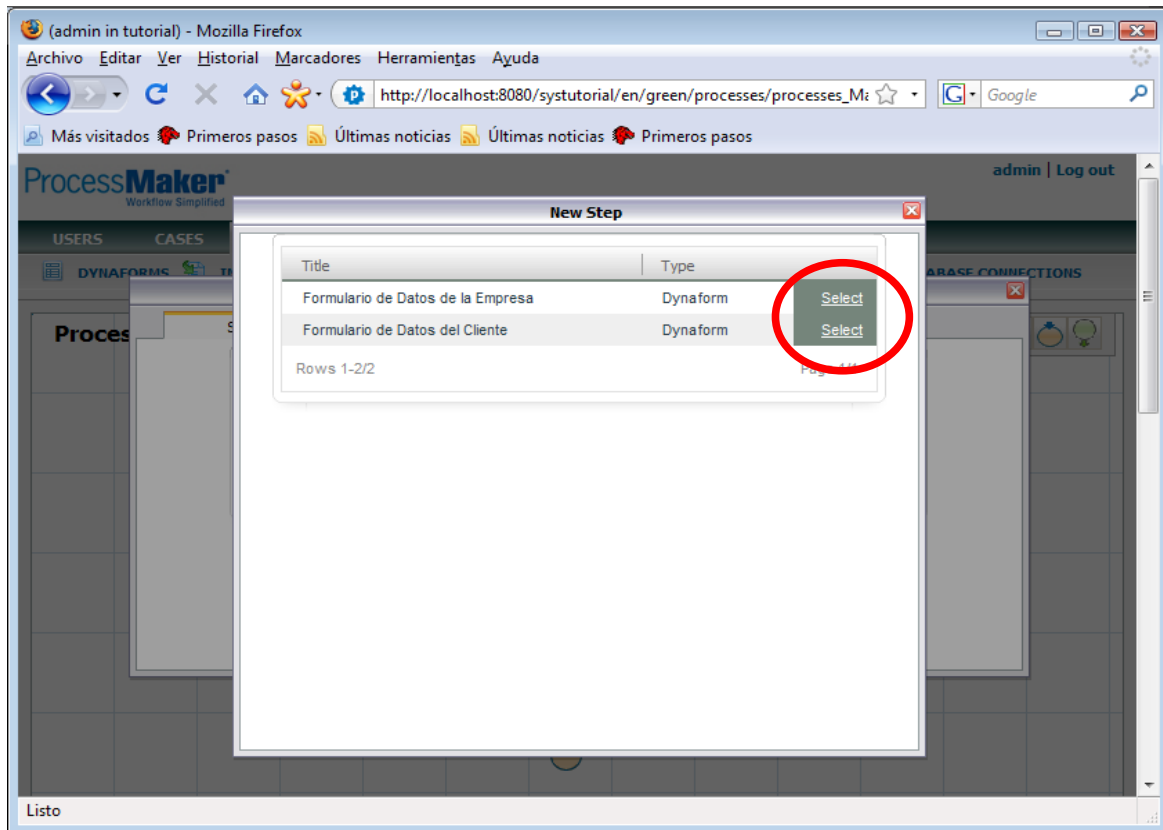 (admin in tutorial) - Mozilla Firefox
Archivo Editar Ver Historial Marcadores Herramientas Ayuda
http://localhost:8080/systutorial/en/green/processes/processes_Ma
Google
Más visitados Primeros pasos Últimas noticias Últimas noticias Primeros pasos
ProcessMaker
Workflow Simplified
admin | Log out
New Step
USERS CASES
DYNAFORMS
CONNECTIONS
Title Type
Formulario de Datos de la Empresa Dynaform Select
Formulario de Datos del Cliente Dynaform Select
Rows 1-2/2
Proces
Listo